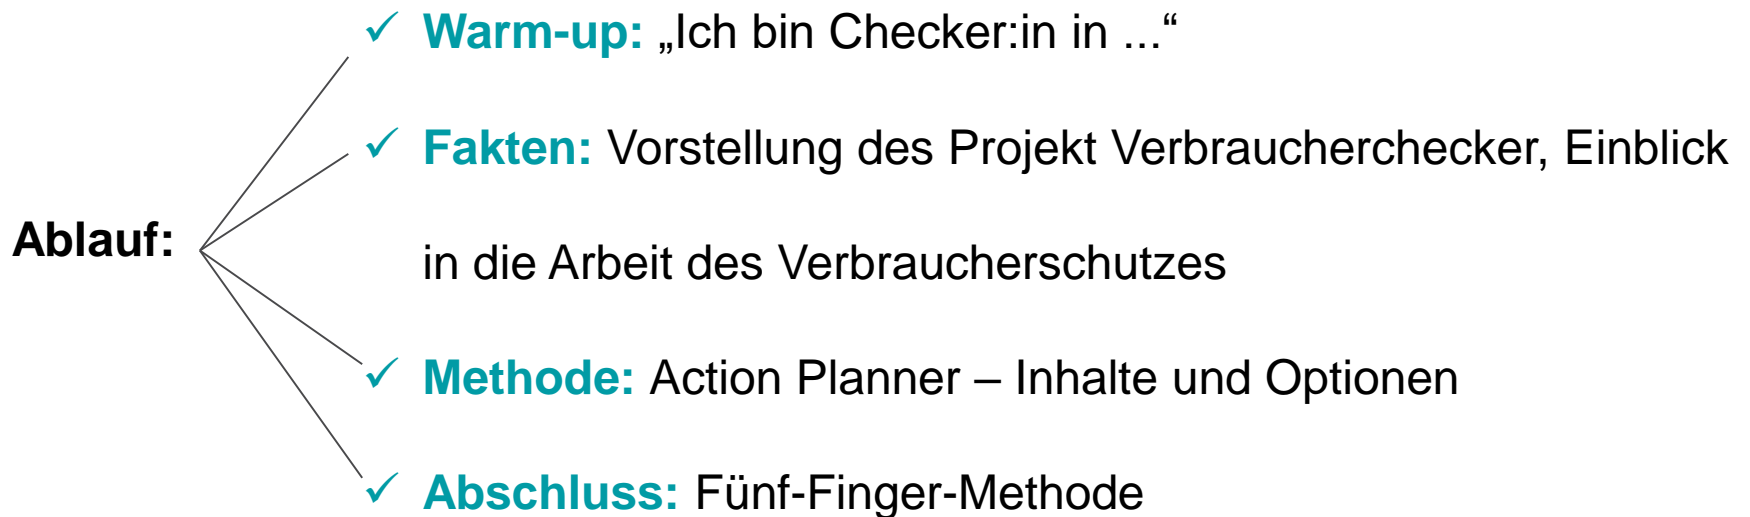 ✓ Warm-up: „Ich bin Checker:in in ...“
✓ Fakten: Vorstellung des Projekt Verbraucherchecker, Einblick
Ablauf:
in die Arbeit des Verbraucherschutzes
✓ Methode: Action Planner – Inhalte und Optionen
✓ Abschluss: Fünf-Finger-Methode